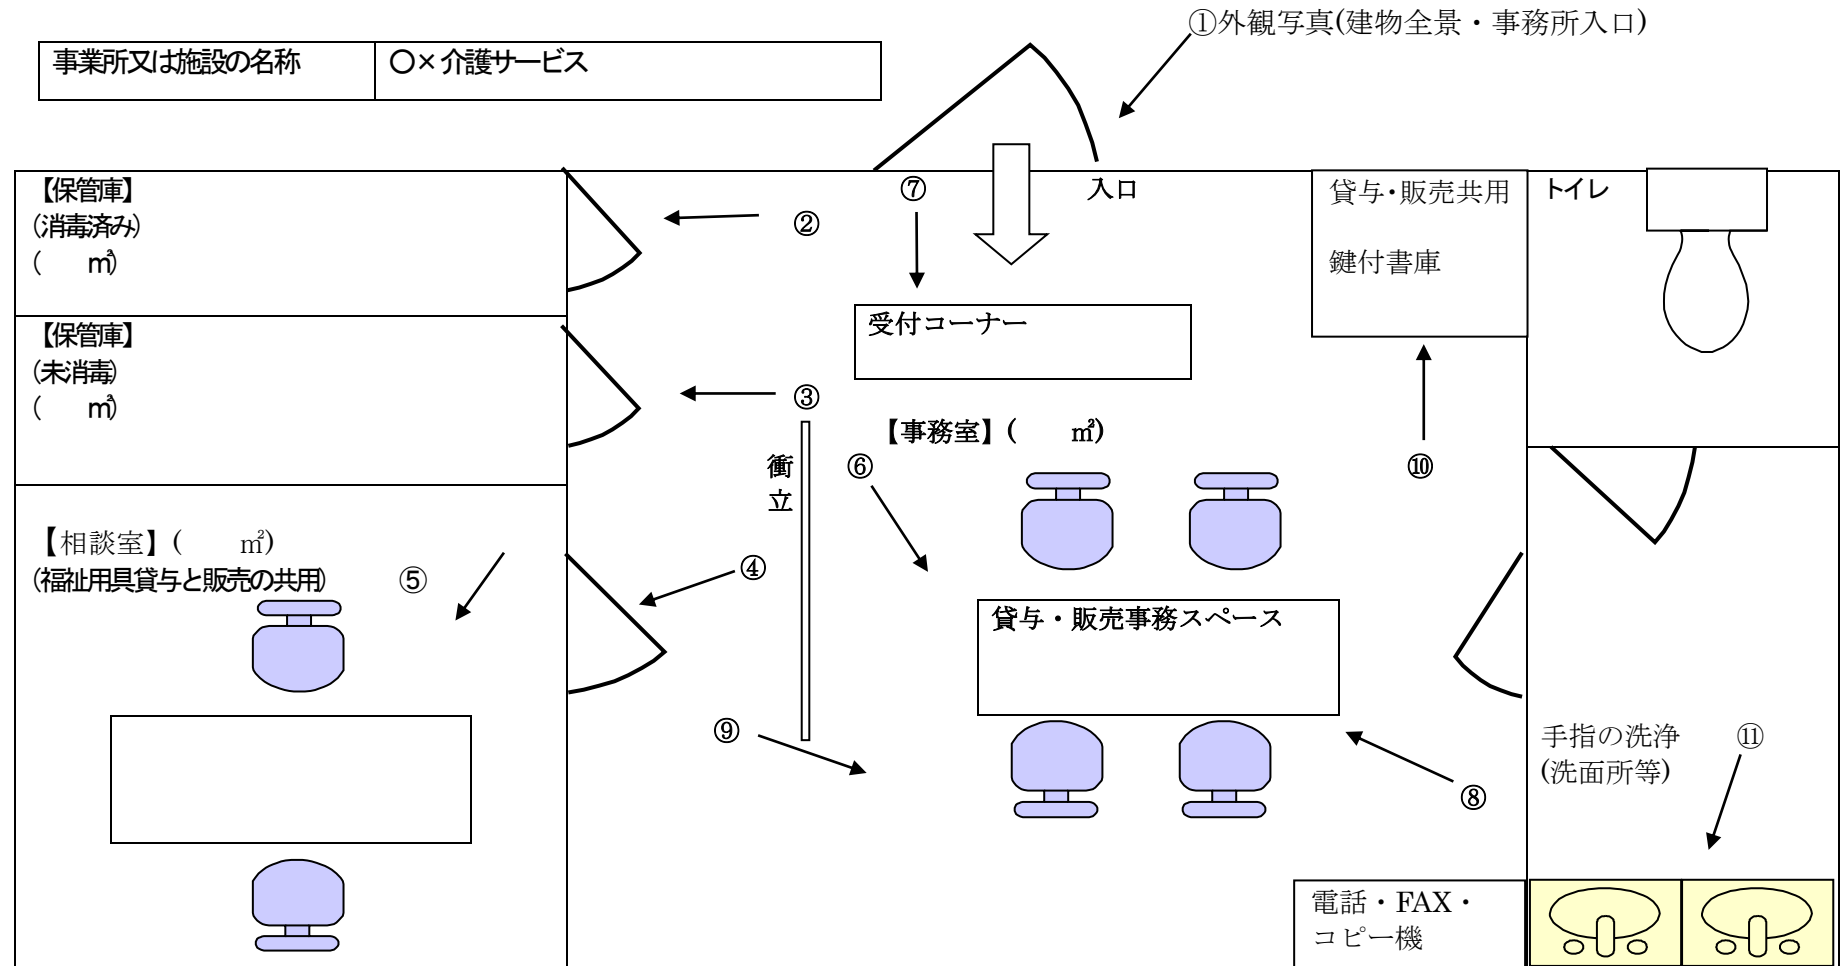 ①外観写真(建物全景・事務所入口)
事業所又は施設の名称
〇×介護サービス
【保管庫】
(消毒済み)
(　　㎡)
②
⑦
入口
貸与・販売共用
鍵付書庫
トイレ
受付コーナー
【保管庫】
(未消毒)
(　　㎡)
③
【事務室】(　　㎡)
衝立
⑥
⑩
【相談室】(　　㎡)
(福祉用具貸与と販売の共用)
⑤
④
貸与・販売事務スペース
⑨
⑧
手指の洗浄
(洗面所等)
⑪
電話・FAX・
コピー機